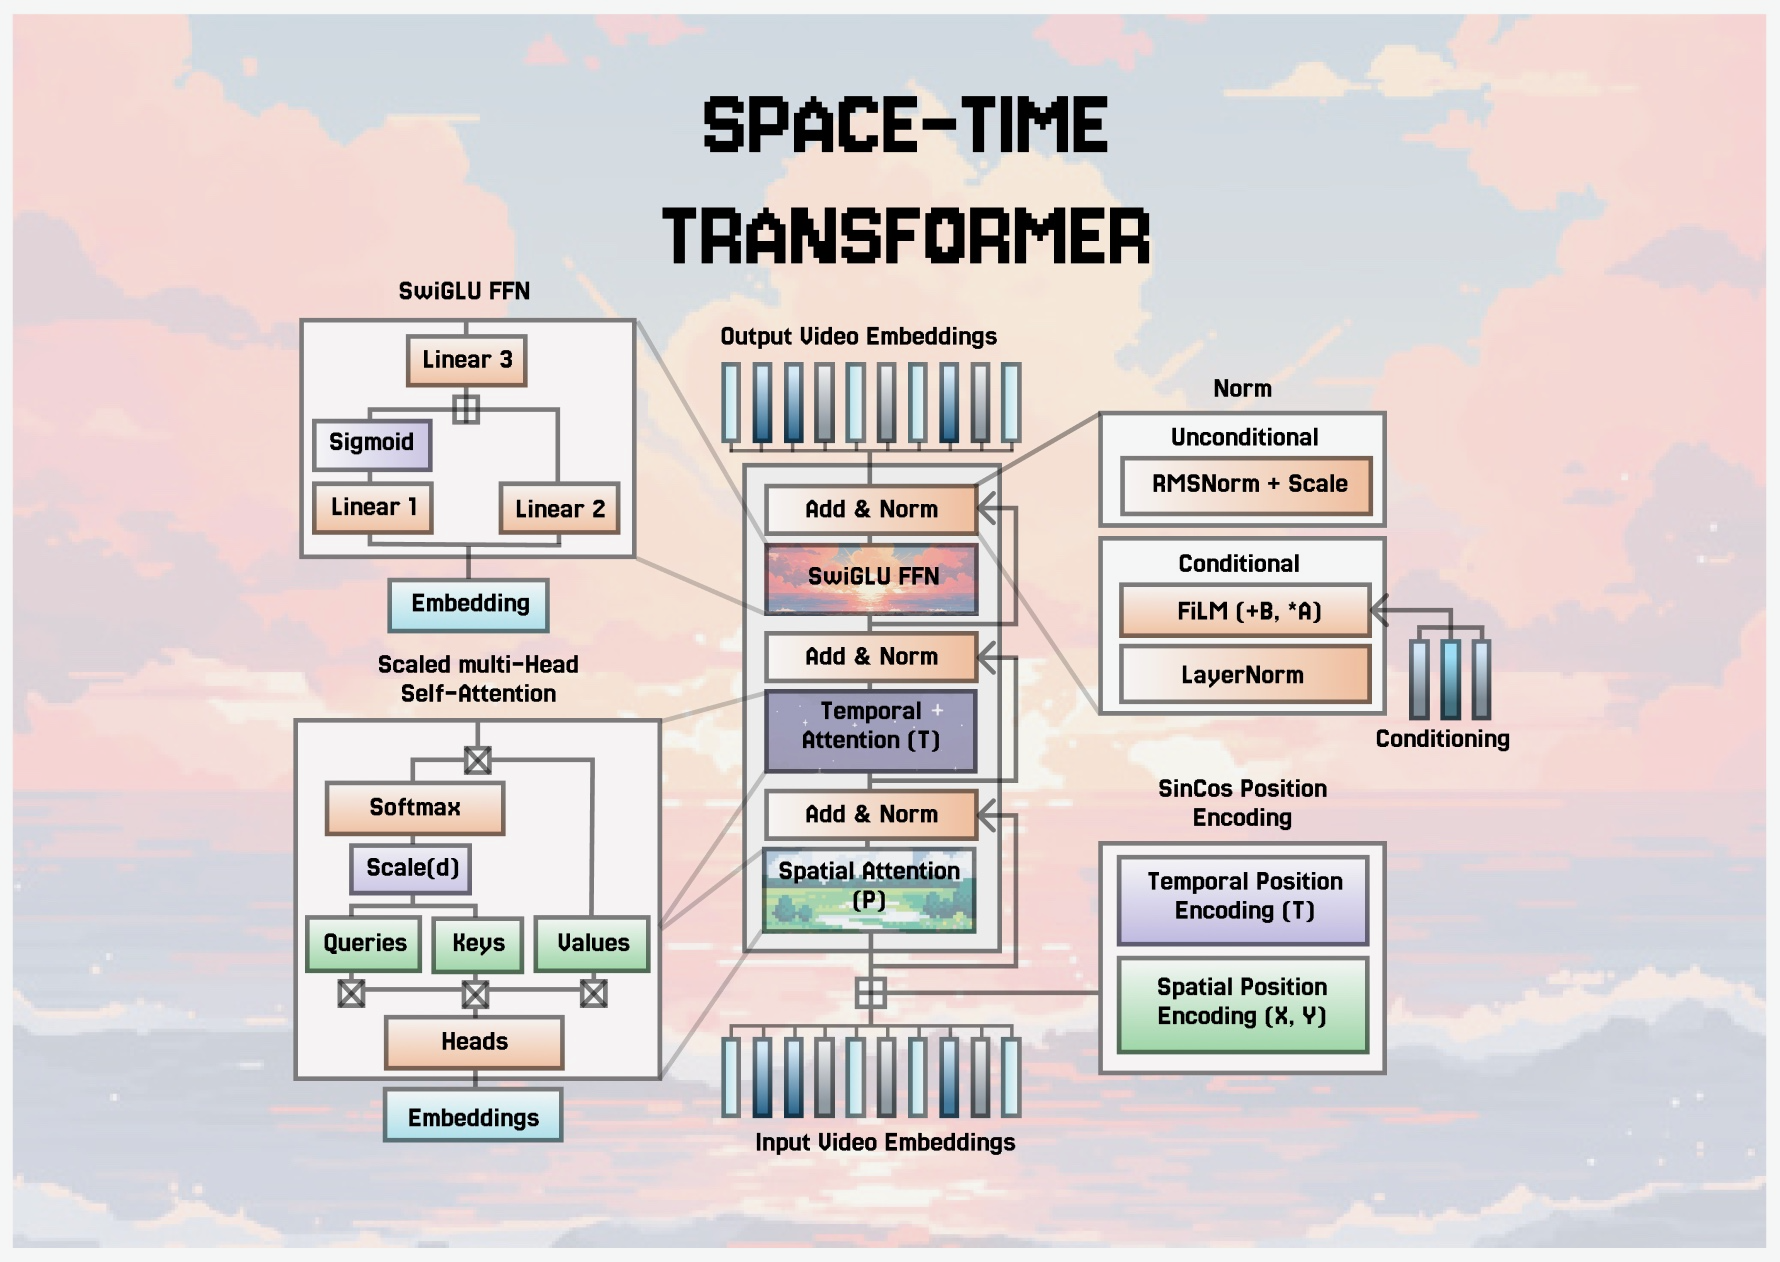 SPACE-TIME
TRANSFORMER
SwiGLU FFN
Linear 3
Sigmoid
Linear 1
Linear 2
Embedding
Scaled multi-Head
Self-Attention
Softmax
Scale(d)
Queries
Keys
Values
Heads
Embeddings
Output Video Embeddings
Add & Norm
SwiGLU FFN
Add & Norm
Temporal
Attention (T)
Add & Norm
Spatial Attention
(P)
Input Video Embeddings
Norm
Unconditional
RMSNorm + Scale
Conditional
FiLM (+B, *A)
LayerNorm
Conditioning
SinCos Position
Encoding
Temporal Position
Encoding (T)
Spatial Position
Encoding (X, Y)